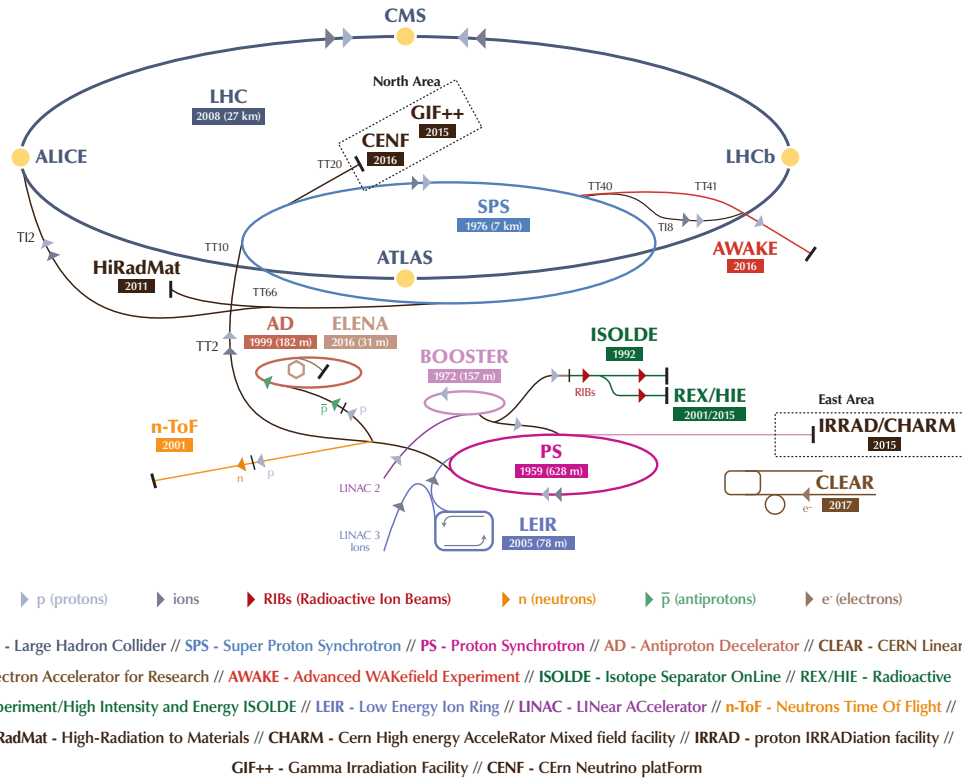 CMS
North Area
LHC
2008 (27 km)
GIF++
2015
CENF
2016
ALICE
LHCb
TT20
TT40
TT41
SPS
1976 (7 km)
TI2
TI8
TT10
ATLAS
AWAKE
2016
HiRadMat
2011
TT66
AD
1999 (182 m)
ELENA
2016 (31 m)
TT2
ISOLDE
1992
BOOSTER
1972 (157 m)
RIBs
REX/HIE
2001/2015
East Area
p̅
p
n-ToF
2001
IRRAD/CHARM
2015
PS
1959 (628 m)
n
p
LINAC 2
CLEAR
2017
e-
LINAC 3
Ions
LEIR
2005 (78 m)
p (protons)
ions
RIBs (Radioactive Ion Beams)
n (neutrons)
p̅ (antiprotons)
e- (electrons)
- Large Hadron Collider // SPS - Super Proton Synchrotron // PS - Proton Synchrotron // AD - Antiproton Decelerator // CLEAR - CERN Linear
ectron Accelerator for Research // AWAKE - Advanced WAKefield Experiment // ISOLDE - Isotope Separator OnLine // REX/HIE - Radioactive
periment/High Intensity and Energy ISOLDE // LEIR - Low Energy Ion Ring // LINAC - LINear ACcelerator // n-ToF - Neutrons Time Of Flight //
RadMat - High-Radiation to Materials // CHARM - Cern High energy AcceleRator Mixed field facility // IRRAD - proton IRRADiation facility //
GIF++ - Gamma Irradiation Facility // CENF - CErn Neutrino platForm